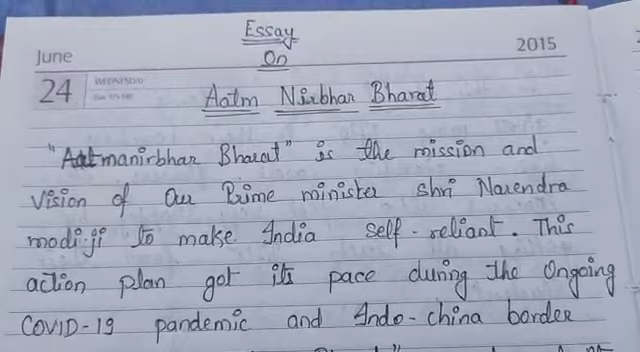 Essay
June On 2015
24 WEDNESDAY
Aatm Nirbhar Bharat
"Aatmanirbhar Bharat" is the mission and
vision of Our Prime minister shri Narendra
modi ji to make India self-reliant. This
action plan got its pace during the Ongoing
COVID-19 pandemic and Indo-china border